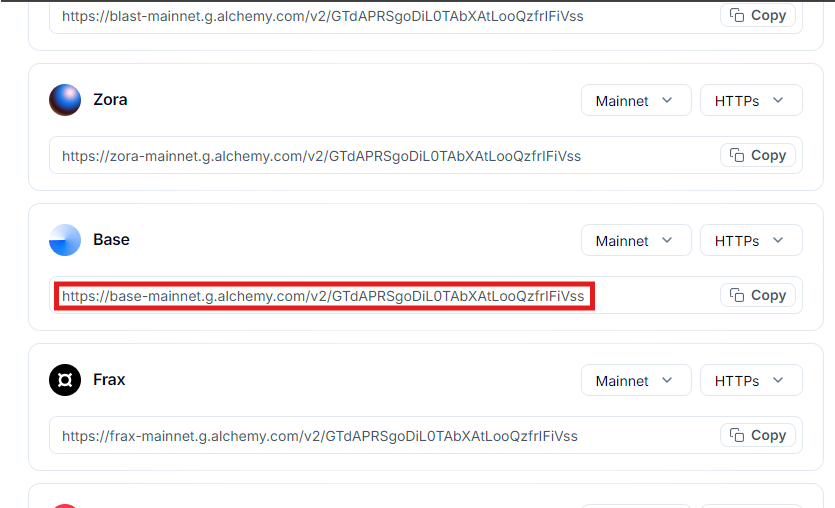 https://blast-mainnet.g.alchemy.com/v2/GTdAPRSgoDiL0TAbXAtLooQzfrIFiVss Copy
Zora Mainnet HTTPs
https://zora-mainnet.g.alchemy.com/v2/GTdAPRSgoDiL0TAbXAtLooQzfrIFiVss Copy
Base Mainnet HTTPs
https://base-mainnet.g.alchemy.com/v2/GTdAPRSgoDiL0TAbXAtLooQzfrIFiVss Copy
Frax Mainnet HTTPs
https://frax-mainnet.g.alchemy.com/v2/GTdAPRSgoDiL0TAbXAtLooQzfrIFiVss Copy